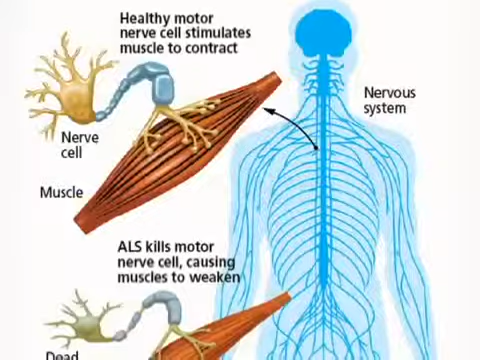 Healthy motor
nerve cell stimulates
muscle to contract
Nervous
system
Nerve
cell
Muscle
ALS kills motor
nerve cell, causing
muscles to weaken
Dead